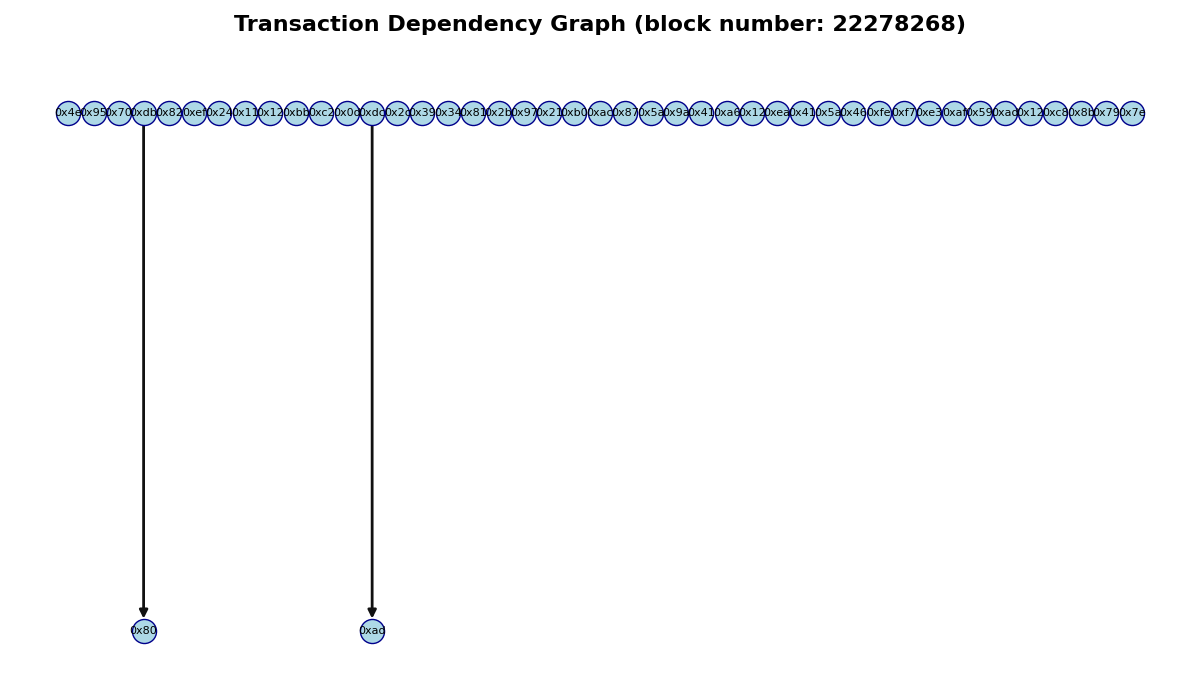 Transaction Dependency Graph (block number: 22278268)
0x4e 0x95 0x70 0xdb 0x82 0xef 0x24 0x11 0x12 0xbb 0xc2 0x0d 0xdc 0x2c 0x39 0x34 0x81 0x2b 0x97 0x21 0xb0 0xac 0x87 0x5a 0x9a 0x41 0xa6 0x12 0xea 0x41 0x5a 0x46 0xfe 0xf7 0xe3 0xaf 0x59 0xad 0x12 0xc8 0x8b 0x79 0x7e
0x80 0xad